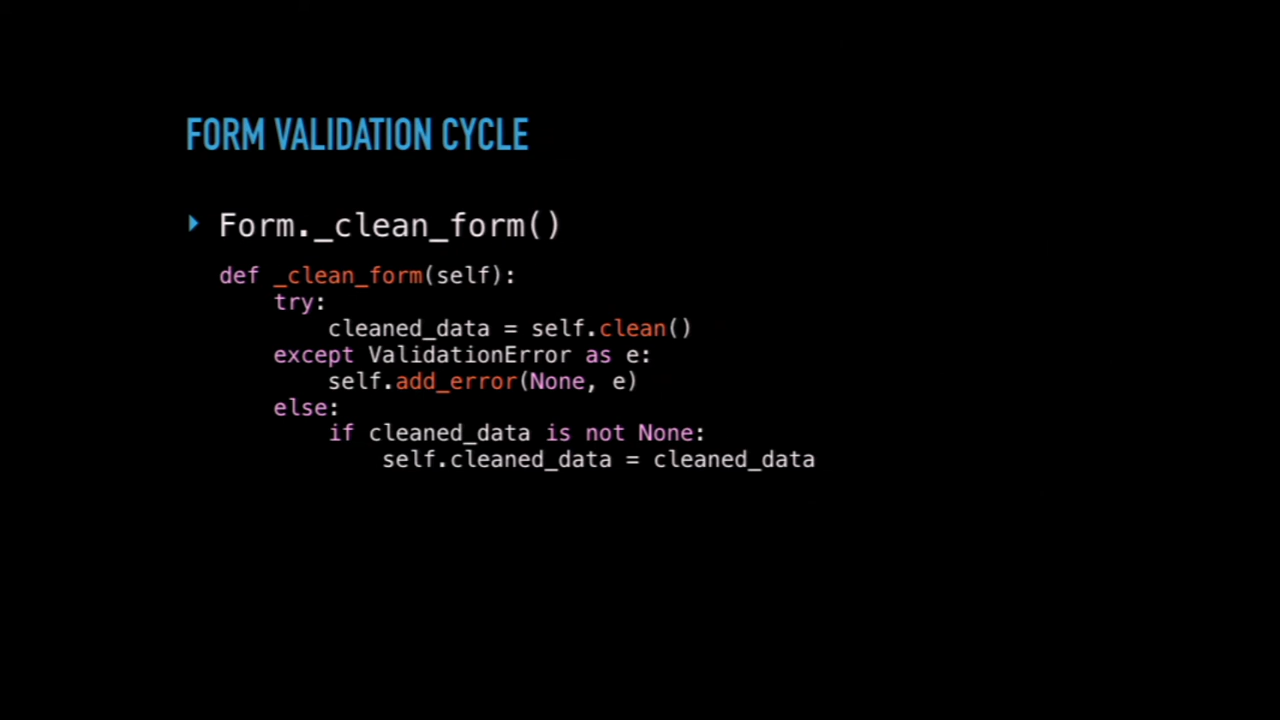 FORM VALIDATION CYCLE
Form._clean_form()
def _clean_form(self):
    try:
        cleaned_data = self.clean()
    except ValidationError as e:
        self.add_error(None, e)
    else:
        if cleaned_data is not None:
            self.cleaned_data = cleaned_data